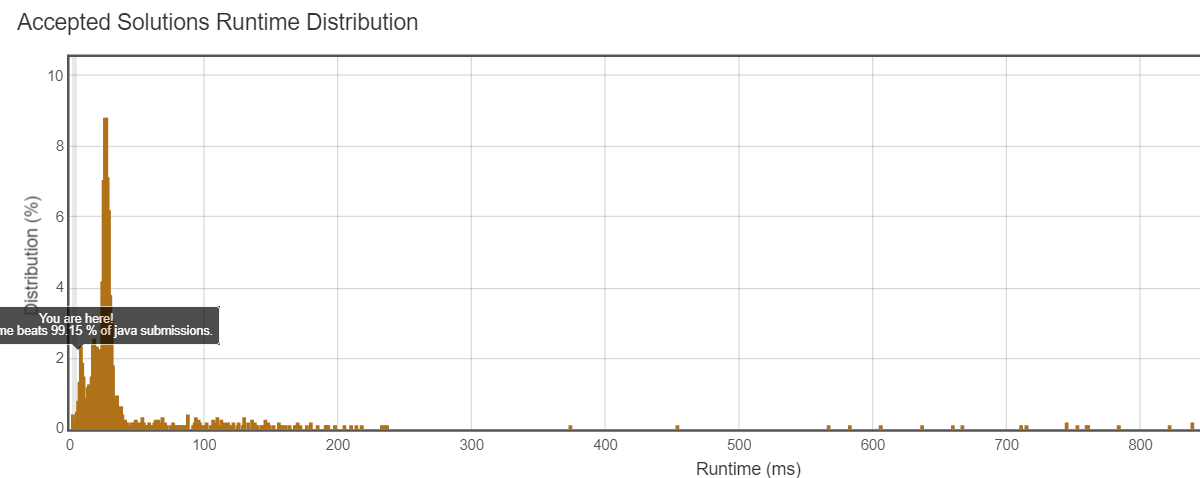 Accepted Solutions Runtime Distribution
10
8
6
4
2
0
Distribution (%)
You are here!
me beats 99.15 % of java submissions.
0 100 200 300 400 500 600 700 800
Runtime (ms)